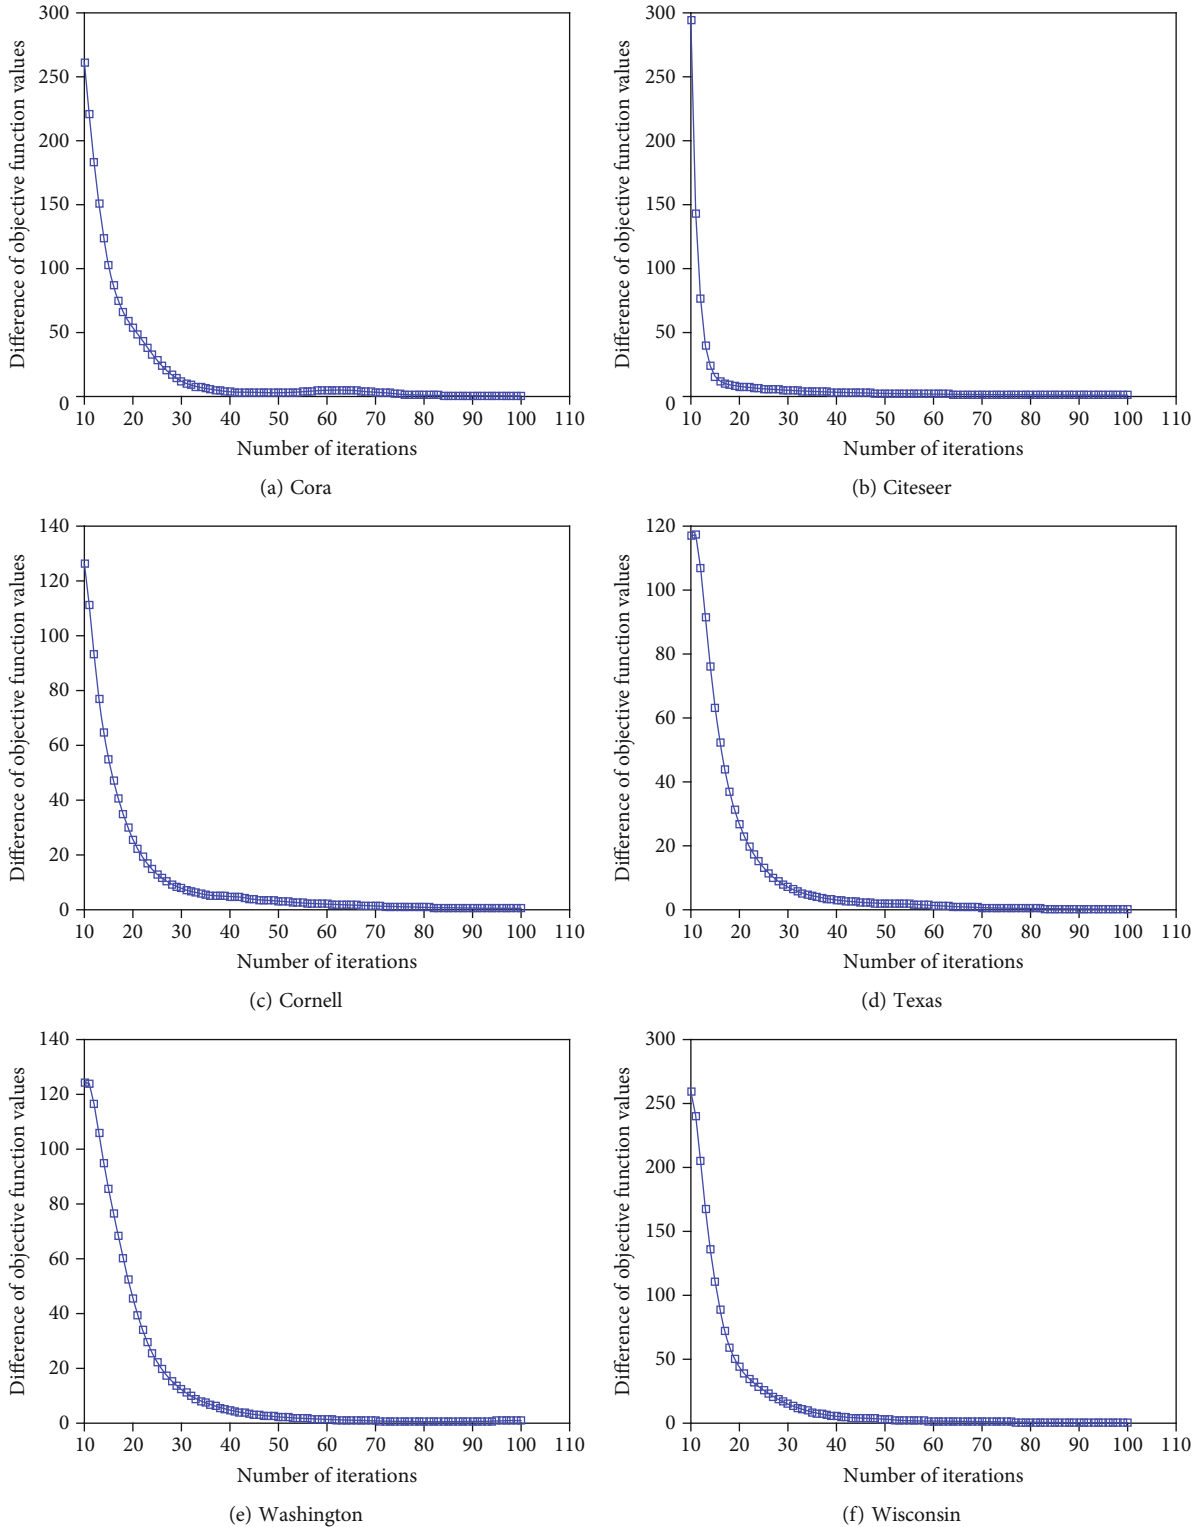 Difference of objective function values
300
250
200
150
100
50
0
10 20 30 40 50 60 70 80 90 100 110
Number of iterations
(a) Cora
Difference of objective function values
300
250
200
150
100
50
0
10 20 30 40 50 60 70 80 90 100 110
Number of iterations
(b) Citeseer
Difference of objective function values
140
120
100
80
60
40
20
0
10 20 30 40 50 60 70 80 90 100 110
Number of iterations
(c) Cornell
Difference of objective function values
120
100
80
60
40
20
0
10 20 30 40 50 60 70 80 90 100 110
Number of iterations
(d) Texas
Difference of objective function values
140
120
100
80
60
40
20
0
10 20 30 40 50 60 70 80 90 100 110
Number of iterations
(e) Washington
Difference of objective function values
300
250
200
150
100
50
0
10 20 30 40 50 60 70 80 90 100 110
Number of iterations
(f) Wisconsin